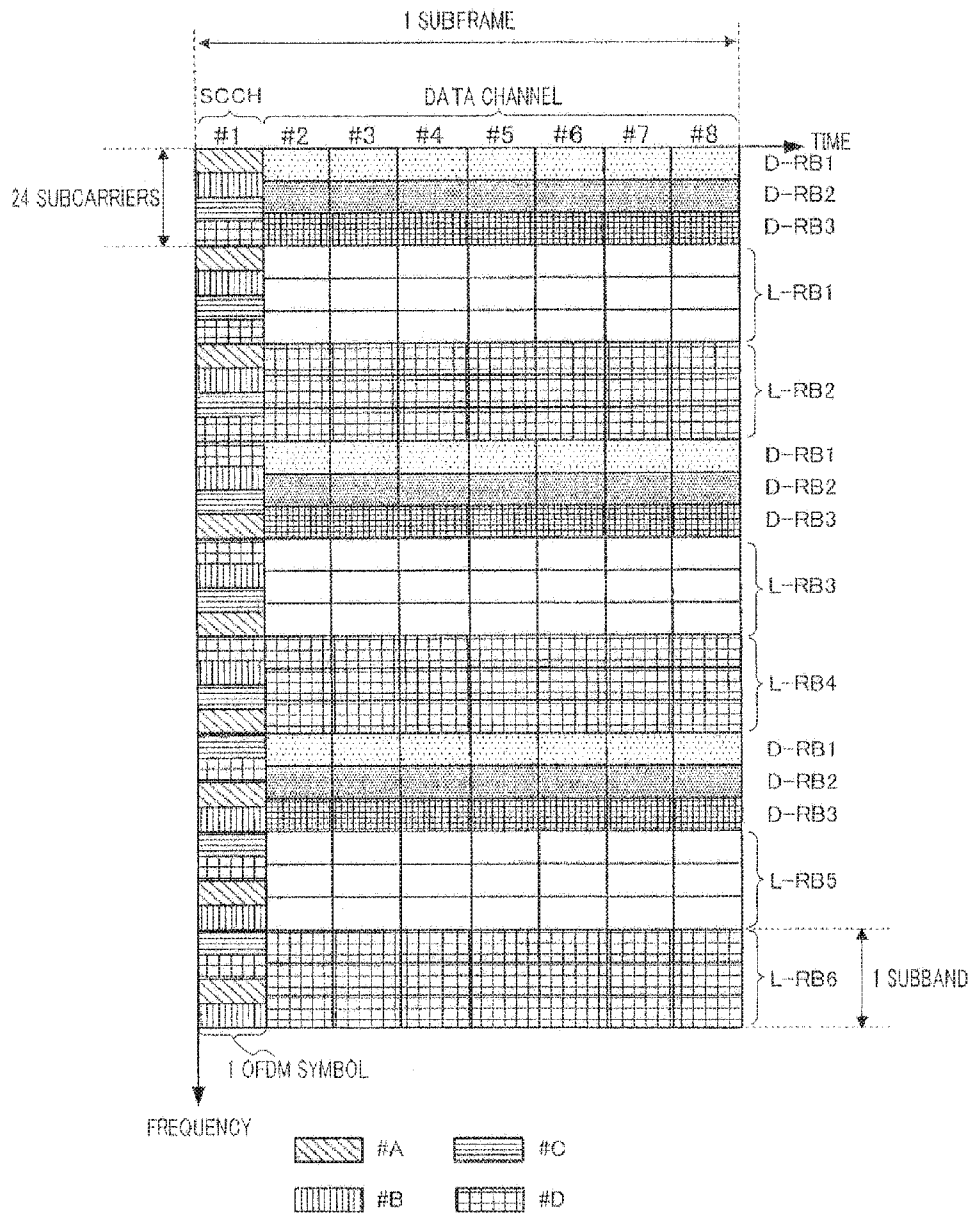 1 SUBFRAME
SCCH
DATA CHANNEL
#1 #2 #3 #4 #5 #6 #7 #8
TIME
24 SUBCARRIERS
D-RB1
D-RB2
D-RB3
L-RB1
L-RB2
D-RB1
D-RB2
D-RB3
L-RB3
L-RB4
D-RB1
D-RB2
D-RB3
L-RB5
L-RB6
1 SUBBAND
1 OFDM SYMBOL
FREQUENCY
#A #C
#B #D